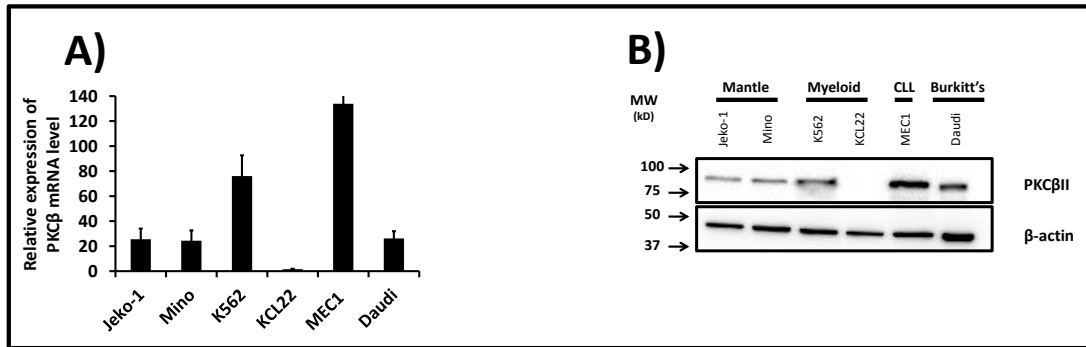 A)
Relative expression of
PKCβ mRNA level
140
120
100
80
60
40
20
0
Jeko-1
Mino
K562
KCL22
MEC1
Daudi
B)
MW
(kD)
Mantle
Myeloid
CLL
Burkitt's
Jeko-1
Mino
K562
KCL22
MEC1
Daudi
100
75
PKCβII
50
37
β-actin